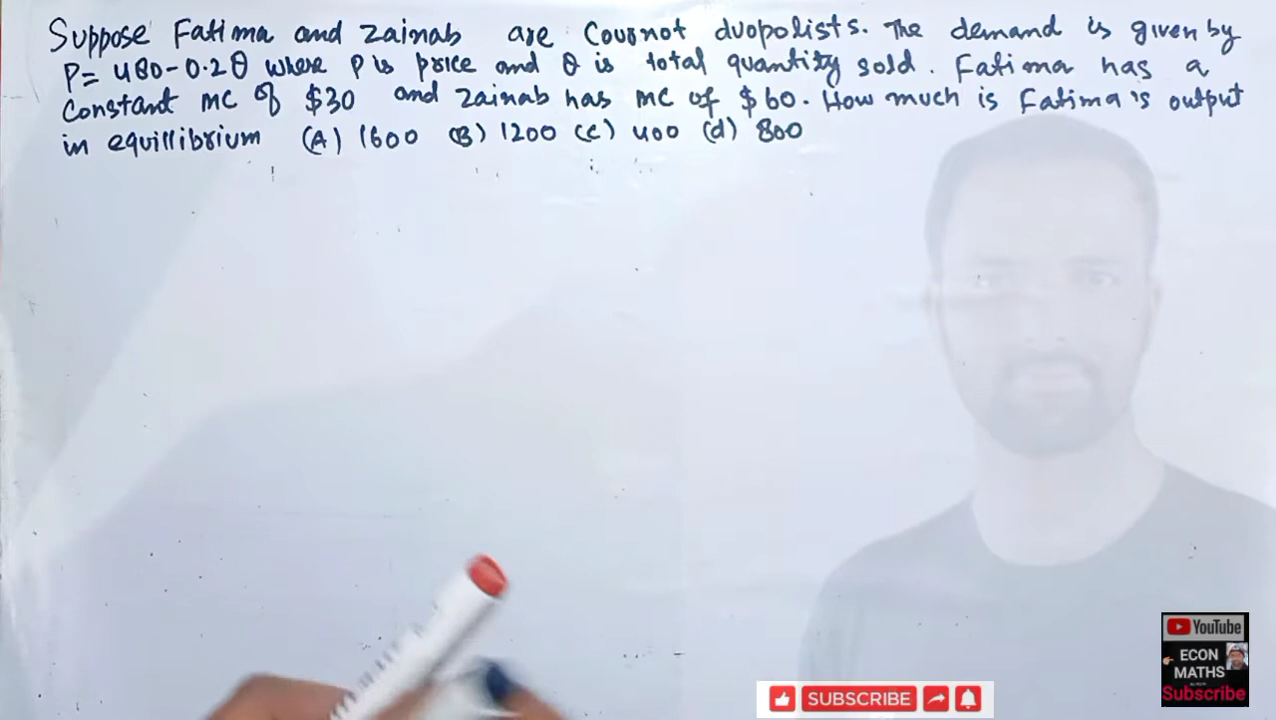 Suppose Fatima and Zainab are Cournot duopolists. The demand is given by
P= 480-0.2Q where P is price and Q is total quantity sold. Fatima has a
Constant MC of $30 and Zainab has MC of $60. How much is Fatima's output
in equillibrium (A) 1600 (B) 1200 (c) 400 (d) 800
YouTube
ECON
MATHS
Subscribe
SUBSCRIBE